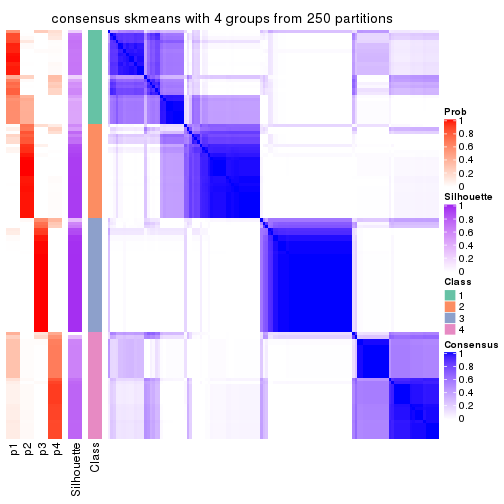 consensus skmeans with 4 groups from 250 partitions
Prob
1
0.8
0.6
0.4
0.2
0
Silhouette
1
0.8
0.6
0.4
0.2
0
Class
1
2
3
4
Consensus
1
0.8
0.6
0.4
0.2
0
p1
p2
p3
p4
Silhouette
Class